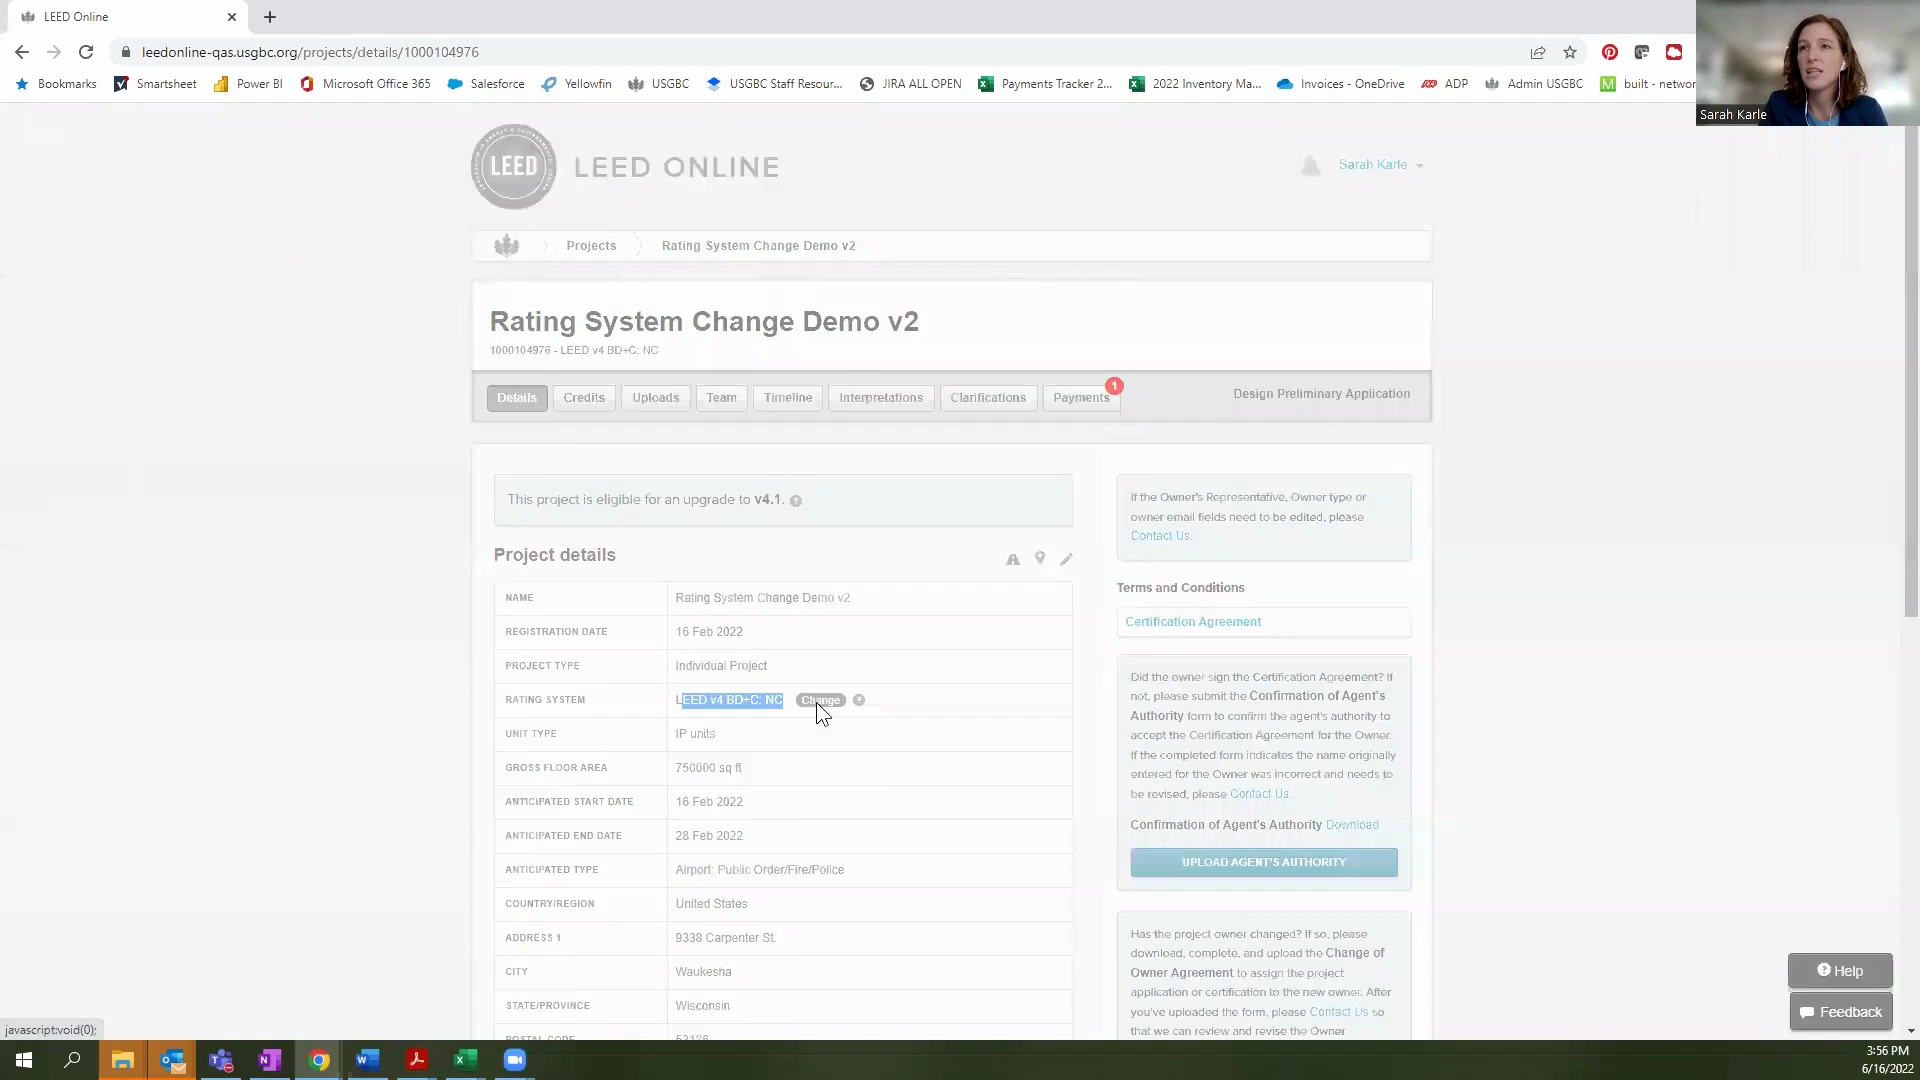 LEED Online
leedonline-qas.usgbc.org/projects/details/1000104976
Bookmarks Smartsheet Power BI Microsoft Office 365 Salesforce Yellowfin USGBC USGBC Staff Resour... JIRA ALL OPEN Payments Tracker 2... 2022 Inventory Ma... Invoices - OneDrive ADP Admin USGBC built - networ
Sarah Karle
LEED
LEED ONLINE
Sarah Karle
Projects Rating System Change Demo v2
Rating System Change Demo v2
1000104976 - LEED v4 BD+C: NC
Details Credits Uploads Team Timeline Interpretations Clarifications Payments 1 Design Preliminary Application
This project is eligible for an upgrade to v4.1. ?
Project details
NAME Rating System Change Demo v2
REGISTRATION DATE 16 Feb 2022
PROJECT TYPE Individual Project
RATING SYSTEM LEED v4 BD+C: NC Change ?
UNIT TYPE IP units
GROSS FLOOR AREA 750000 sq ft
ANTICIPATED START DATE 16 Feb 2022
ANTICIPATED END DATE 28 Feb 2022
ANTICIPATED TYPE Airport: Public Order/Fire/Police
COUNTRY/REGION United States
ADDRESS 1 9338 Carpenter St.
CITY Waukesha
STATE/PROVINCE Wisconsin
POSTAL CODE 53186
If the Owner's Representative, Owner type or
owner email fields need to be edited, please
Contact Us.
Terms and Conditions
Certification Agreement
Did the owner sign the Certification Agreement? If
not, please submit the Confirmation of Agent's
Authority form to confirm the agent's authority to
accept the Certification Agreement for the Owner.
If the completed form indicates the name originally
entered for the Owner was incorrect and needs to
be revised, please Contact Us.
Confirmation of Agent's Authority Download
UPLOAD AGENT'S AUTHORITY
Has the project owner changed? If so, please
download, complete, and upload the Change of
Owner Agreement to assign the project
application or certification to the new owner. After
you've uploaded the form, please Contact Us so
that we can review and revise the Owner
? Help
Feedback
javascript:void(0);
3:56 PM
6/16/2022